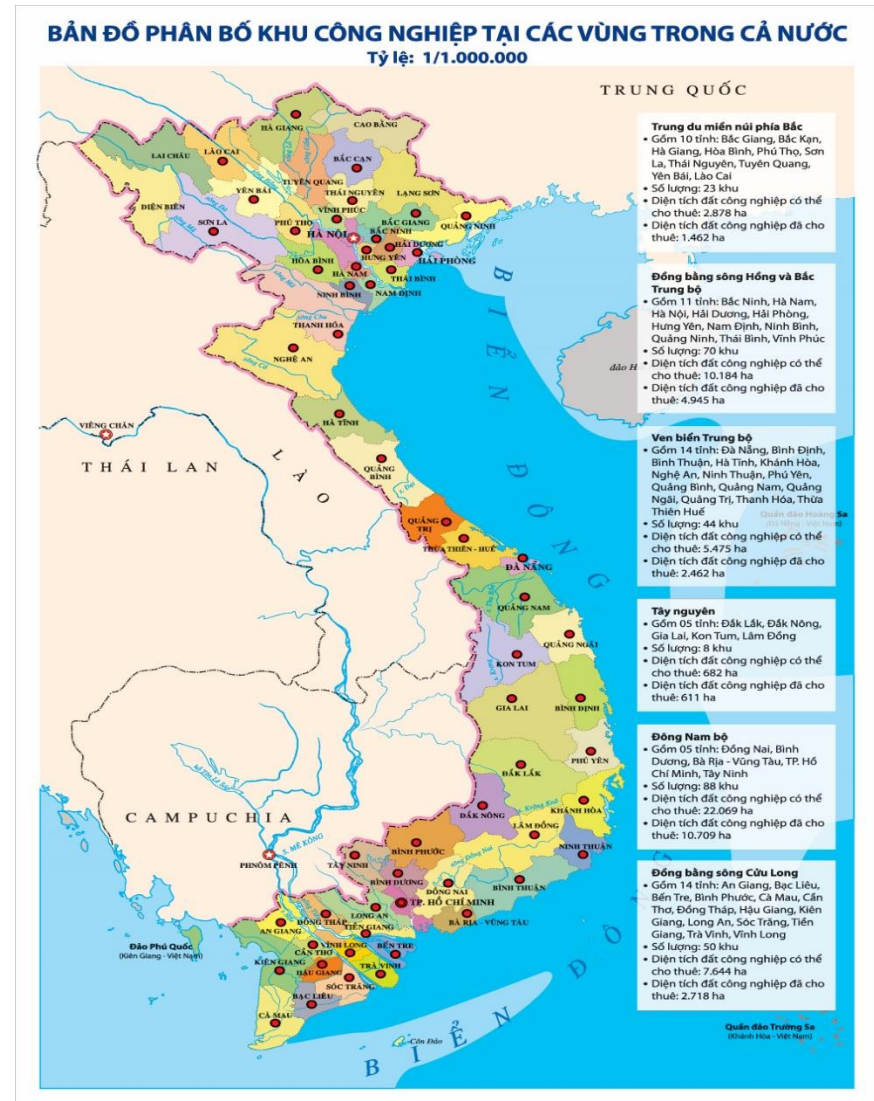 BẢN ĐỒ PHÂN BỐ KHU CÔNG NGHIỆP TẠI CÁC VÙNG TRONG CẢ NƯỚC
Tỷ lệ: 1/1.000.000
TRUNG QUỐC
HÀ GIANG
CAO BẰNG
LAI CHÂU
LÀO CAI
BẮC CẠN
TUYÊN QUANG
YÊN BÁI
THÁI NGUYÊN
LẠNG SƠN
ĐIỆN BIÊN
VĨNH PHÚC
SƠN LA
PHÚ THỌ
BẮC GIANG
QUẢNG NINH
HÀ NỘI
BẮC NINH
HẢI DƯƠNG
HƯNG YÊN
HẢI PHÒNG
HÒA BÌNH
HÀ NAM
THÁI BÌNH
NINH BÌNH
NAM ĐỊNH
sông Mã
sông Chu
THANH HÓA
NGHỆ AN
sông Cả
HÀ TĨNH
VIÊNG CHĂN
THÁI LAN
LÀO
QUẢNG BÌNH
QUẢNG TRỊ
THỪA THIÊN - HUẾ
ĐÀ NẴNG
QUẢNG NAM
QUẢNG NGÃI
KON TUM
GIA LAI
BÌNH ĐỊNH
PHÚ YÊN
ĐẮK LẮK
KHÁNH HÒA
ĐẮK NÔNG
LÂM ĐỒNG
NINH THUẬN
CAMPUCHIA
S. MÊ KÔNG
PHNÔM PÊNH
BÌNH PHƯỚC
TÂY NINH
BÌNH DƯƠNG
sông Đồng Nai
ĐỒNG NAI
BÌNH THUẬN
TP. HỒ CHÍ MINH
BÀ RỊA - VŨNG TÀU
LONG AN
ĐỒNG THÁP
TIỀN GIANG
AN GIANG
VĨNH LONG
BẾN TRE
CẦN THƠ
KIÊN GIANG
HẬU GIANG
TRÀ VINH
SÓC TRĂNG
BẠC LIÊU
CÀ MAU
Đảo Phú Quốc
(Kiên Giang - Việt Nam)
Côn Đảo
BIỂN ĐÔNG
BIỂN ĐÔNG
đảo H
Trung du miền núi phía Bắc
• Gồm 10 tỉnh: Bắc Giang, Bắc Kạn,
Hà Giang, Hòa Bình, Phú Thọ, Sơn
La, Thái Nguyên, Tuyên Quang,
Yên Bái, Lào Cai
• Số lượng: 23 khu
• Diện tích đất công nghiệp có thể
cho thuê: 2.878 ha
• Diện tích đất công nghiệp đã cho
thuê: 1.462 ha
Đồng bằng sông Hồng và Bắc
Trung bộ
• Gồm 11 tỉnh: Bắc Ninh, Hà Nam,
Hà Nội, Hải Dương, Hải Phòng,
Hưng Yên, Nam Định, Ninh Bình,
Quảng Ninh, Thái Bình, Vĩnh Phúc
• Số lượng: 70 khu
• Diện tích đất công nghiệp có thể
cho thuê: 10.184 ha
• Diện tích đất công nghiệp đã cho
thuê: 4.945 ha
Ven biển Trung bộ
• Gồm 14 tỉnh: Đà Nẵng, Bình Định,
Bình Thuận, Hà Tĩnh, Khánh Hòa,
Nghệ An, Ninh Thuận, Phú Yên,
Quảng Bình, Quảng Nam, Quảng
Ngãi, Quảng Trị, Thanh Hóa, Thừa
Thiên Huế
• Số lượng: 44 khu
• Diện tích đất công nghiệp có thể
cho thuê: 5.475 ha
• Diện tích đất công nghiệp đã cho
thuê: 2.462 ha
Quần đảo Hoàng Sa
(Đà Nẵng - Việt Nam)
Tây nguyên
• Gồm 05 tỉnh: Đắk Lắk, Đắk Nông,
Gia Lai, Kon Tum, Lâm Đồng
• Số lượng: 8 khu
• Diện tích đất công nghiệp có thể
cho thuê: 682 ha
• Diện tích đất công nghiệp đã cho
thuê: 611 ha
Đông Nam bộ
• Gồm 05 tỉnh: Đồng Nai, Bình
Dương, Bà Rịa - Vũng Tàu, TP. Hồ
Chí Minh, Tây Ninh
• Số lượng: 88 khu
• Diện tích đất công nghiệp có thể
cho thuê: 22.069 ha
• Diện tích đất công nghiệp đã cho
thuê: 10.709 ha
Đồng bằng sông Cửu Long
• Gồm 14 tỉnh: An Giang, Bạc Liêu,
Bến Tre, Bình Phước, Cà Mau, Cần
Thơ, Đồng Tháp, Hậu Giang, Kiên
Giang, Long An, Sóc Trăng, Tiền
Giang, Trà Vinh, Vĩnh Long
• Số lượng: 50 khu
• Diện tích đất công nghiệp có thể
cho thuê: 7.644 ha
• Diện tích đất công nghiệp đã cho
thuê: 2.718 ha
Quần đảo Trường Sa
(Khánh Hòa - Việt Nam)